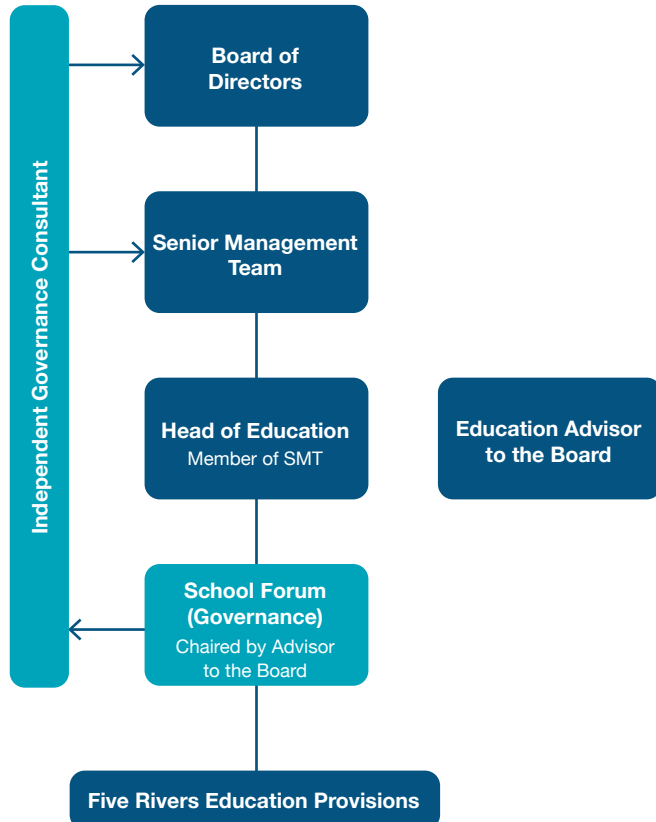 Independent Governance Consultant
Board of
Directors
Senior Management
Team
Head of Education
Member of SMT
Education Advisor
to the Board
School Forum
(Governance)
Chaired by Advisor
to the Board
Five Rivers Education Provisions